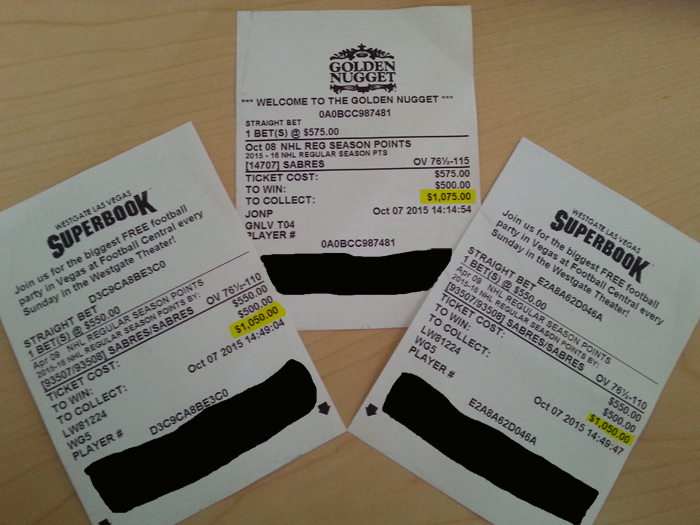 GOLDEN
NUGGET
*** WELCOME TO THE GOLDEN NUGGET ***
0A0BCC987481
STRAIGHT BET
1 BET(S) @ $575.00
Oct 08 NHL REG SEASON POINTS
2015 - 16 NHL REGULAR SEASON PTS
[14707] SABRES OV 76½-115
TICKET COST: $575.00
TO WIN: $500.00
TO COLLECT: $1,075.00
JONP Oct 07 2015 14:14:54
GNLV T04
PLAYER #
0A0BCC987481
WESTGATE LAS VEGAS
SUPERBOOK
Join us for the biggest FREE football
party in Vegas at Football Central every
Sunday in the Westgate Theater!
D3C9CA8BE3C0
STRAIGHT BET
1 BET(S) @ $550.00
Apr 09 NHL REGULAR SEASON POINTS
2015-16 NHL REGULAR SEASON POINTS BY:
[93507/93508] SABRES/SABRES OV 76½-110
TICKET COST: $550.00
TO WIN: $500.00
TO COLLECT: $1,050.00
LW81224 Oct 07 2015 14:49:04
WG5
PLAYER #
D3C9CA8BE3C0
WESTGATE LAS VEGAS
SUPERBOOK
Join us for the biggest FREE football
party in Vegas at Football Central every
Sunday in the Westgate Theater!
E2A8A62D046A
STRAIGHT BET
1 BET(S) @ $550.00
Apr 09 NHL REGULAR SEASON POINTS
2015-16 NHL REGULAR SEASON POINTS BY:
[93507/93508] SABRES/SABRES OV 76½-110
TICKET COST: $550.00
TO WIN: $500.00
TO COLLECT: $1,050.00
LW81224 Oct 07 2015 14:49:47
WG5
PLAYER #
E2A8A62D046A